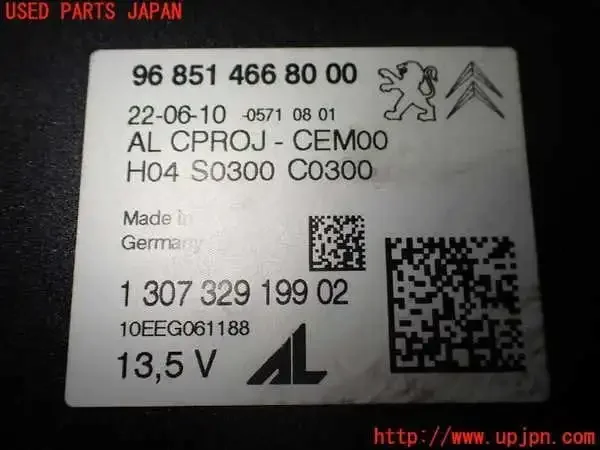 USED PARTS JAPAN
96 851 466 80 00
22-06-10 -0571 08 01
AL CPROJ - CEM00
H04 S0300 C0300
Made in
Germany
1 307 329 199 02
10EEG061188
13,5 V
AL
www.upjpn.com